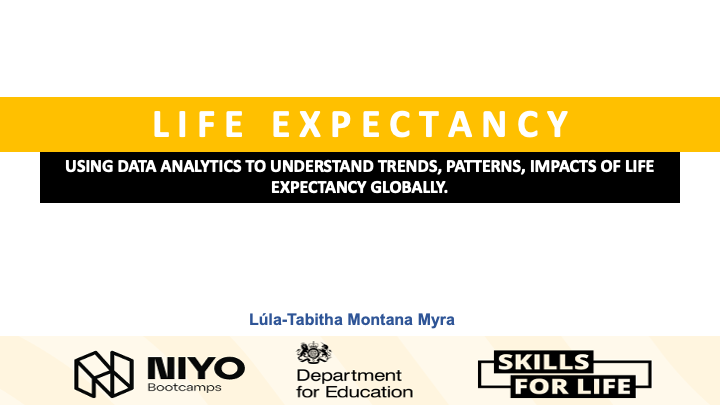 LIFE EXPECTANCY
USING DATA ANALYTICS TO UNDERSTAND TRENDS, PATTERNS, IMPACTS OF LIFE
EXPECTANCY GLOBALLY.
Lúla-Tabitha Montana Myra
NIYO
Bootcamps
Department
for Education
SKILLS
FOR LIFE